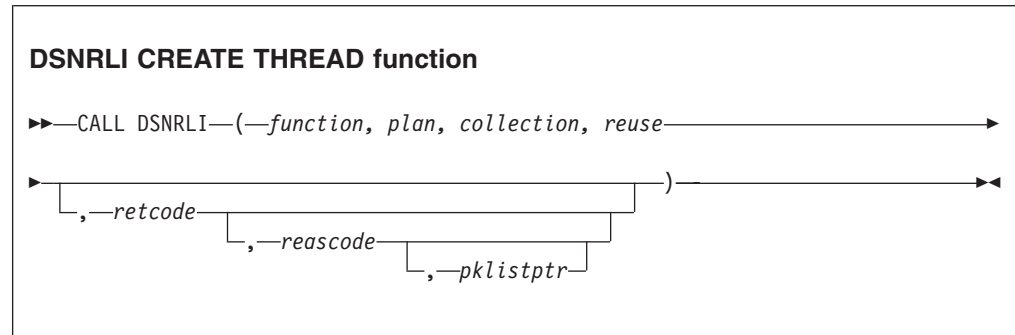 DSNRLI CREATE THREAD function
CALL DSNRLI ( function, plan, collection, reuse
)
, retcode
, reascode
, pklistptr